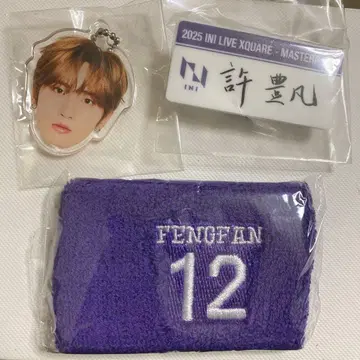 2025 INI LIVE XQUARE - MASTER
INI
許豊凡
FENGFAN
12